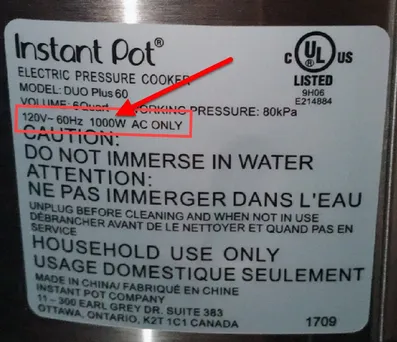 Instant Pot®
ELECTRIC PRESSURE COOKER
MODEL: DUO Plus 60
VOLUME: 6Quart WORKING PRESSURE: 80kPa
120V~ 60Hz 1000W AC ONLY
CAUTION:
DO NOT IMMERSE IN WATER
ATTENTION:
NE PAS IMMERGER DANS L'EAU
UNPLUG BEFORE CLEANING AND WHEN NOT IN USE
DÉBRANCHER AVANT DE LE NETTOYER ET QUAND PAS EN
SERVICE
HOUSEHOLD USE ONLY
USAGE DOMESTIQUE SEULEMENT
MADE IN CHINA/ FABRIQUÉ EN CHINE
INSTANT POT COMPANY
11 – 300 EARL GREY DR. SUITE 383
OTTAWA, ONTARIO, K2T 1C1 CANADA
1709
C UL US
LISTED
9H06
E214884